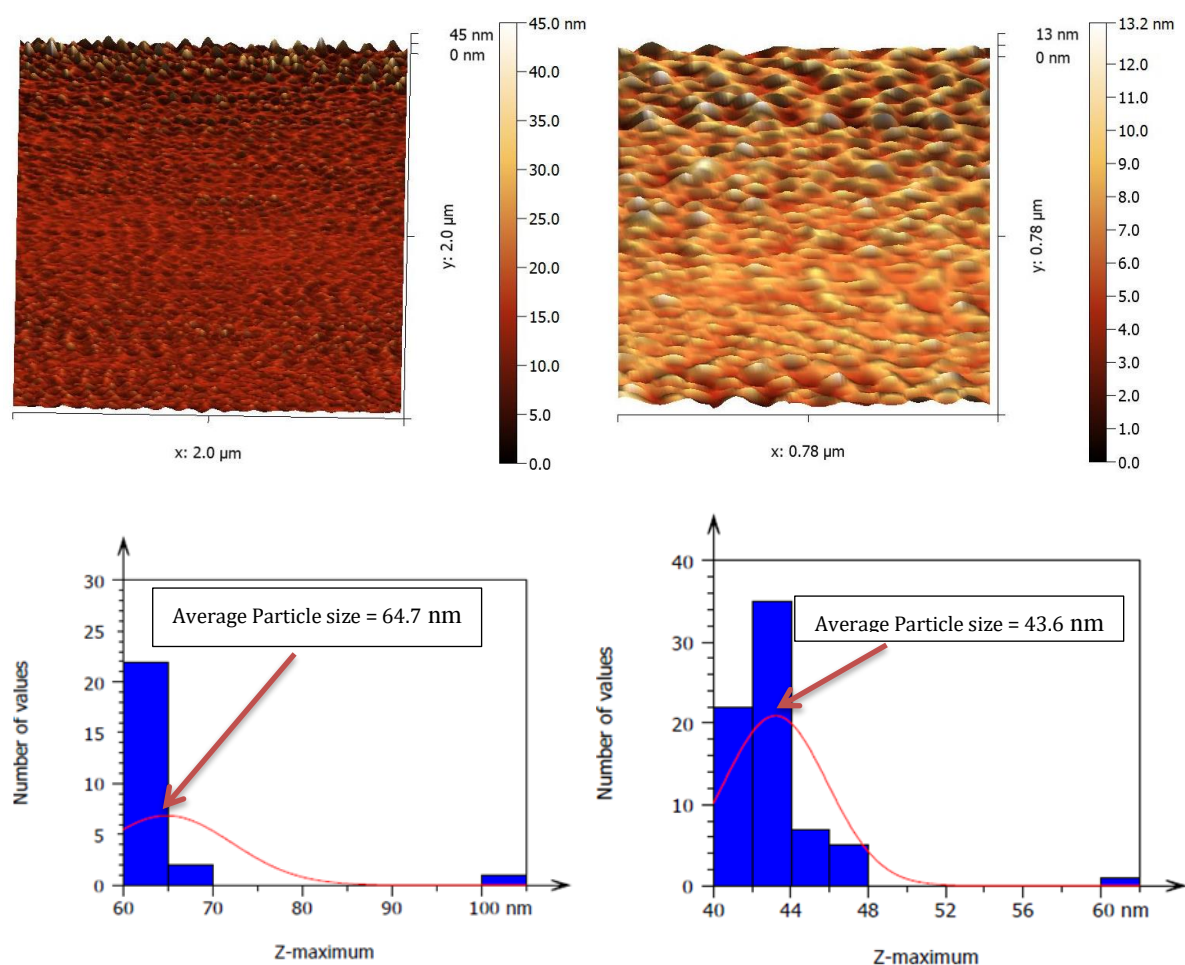 45 nm
0 nm
45.0 nm
40.0
35.0
30.0
25.0
20.0
15.0
10.0
5.0
0.0
y: 2.0 µm
x: 2.0 µm
13 nm
0 nm
13.2 nm
12.0
11.0
10.0
9.0
8.0
7.0
6.0
5.0
4.0
3.0
2.0
1.0
0.0
y: 0.78 µm
x: 0.78 µm
Average Particle size = 64.7 nm
Number of values
30
25
20
15
10
5
0
60 70 80 90 100 nm
Z-maximum
Average Particle size = 43.6 nm
Number of values
40
30
20
10
0
40 44 48 52 56 60 nm
Z-maximum